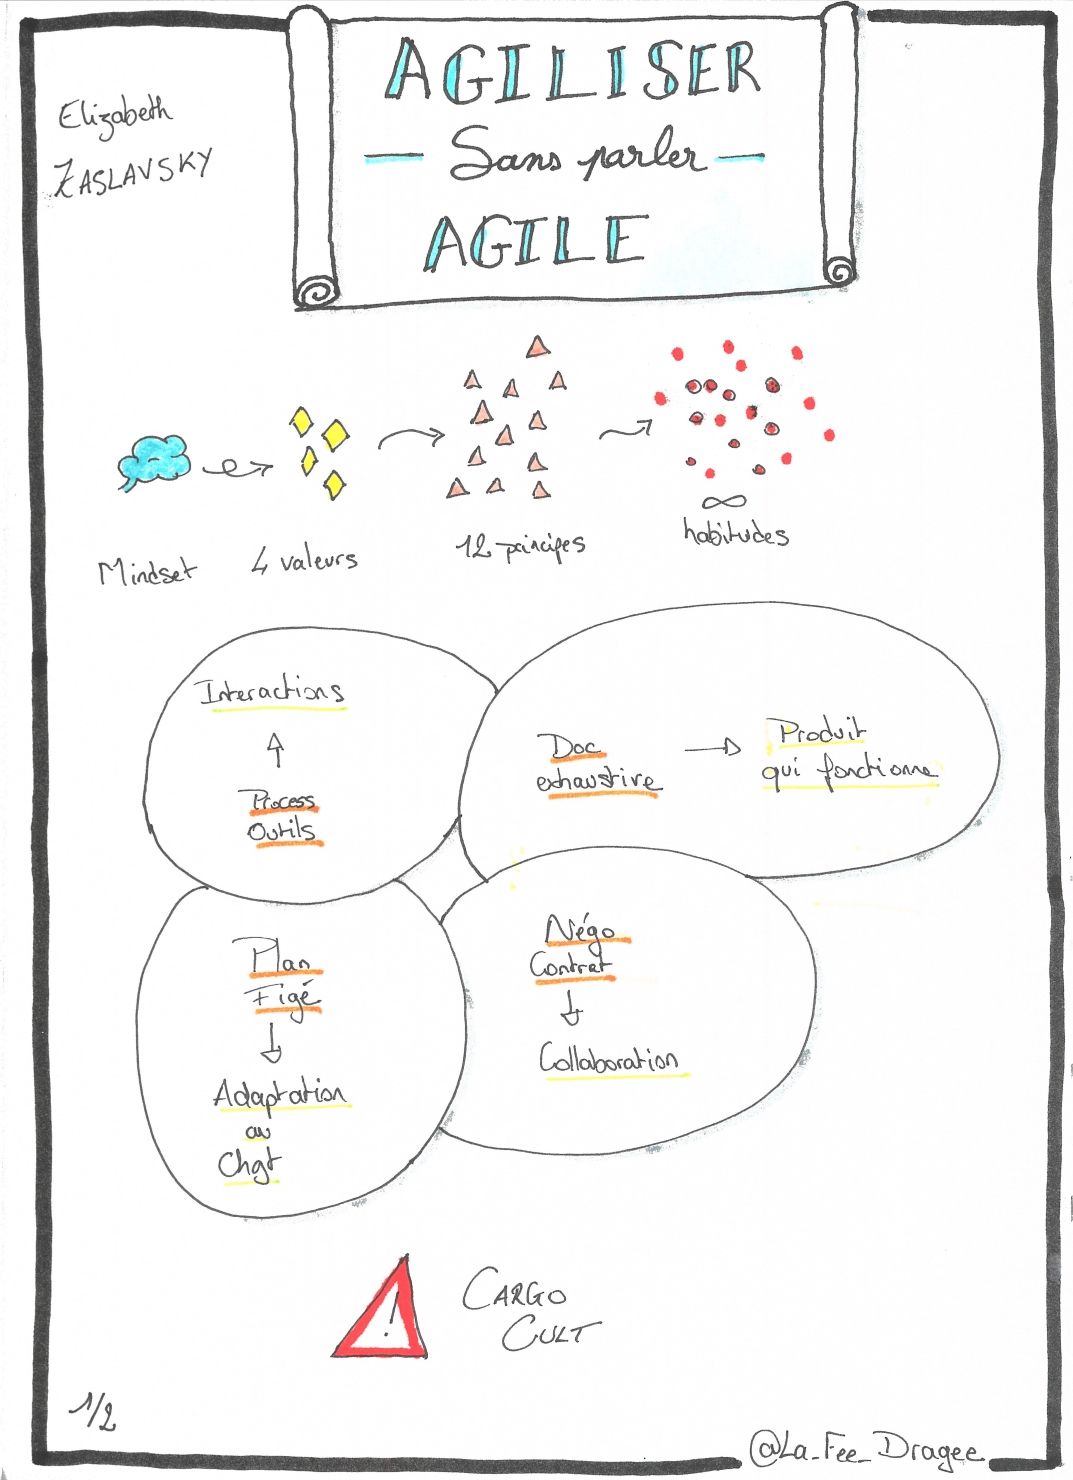 Elizabeth
ZASLAVSKY
AGILISER
Sans parler
AGILE
Mindset
4 valeurs
12 principes
∞
habitudes
Interactions
Process
Outils
Doc
exhaustive
Produit
qui fonctionne
Plan
Figé
Adaptation
au
Chgt
Négo
Contrat
Collaboration
!
CARGO
CULT
1/2
@La_Fee_Dragee